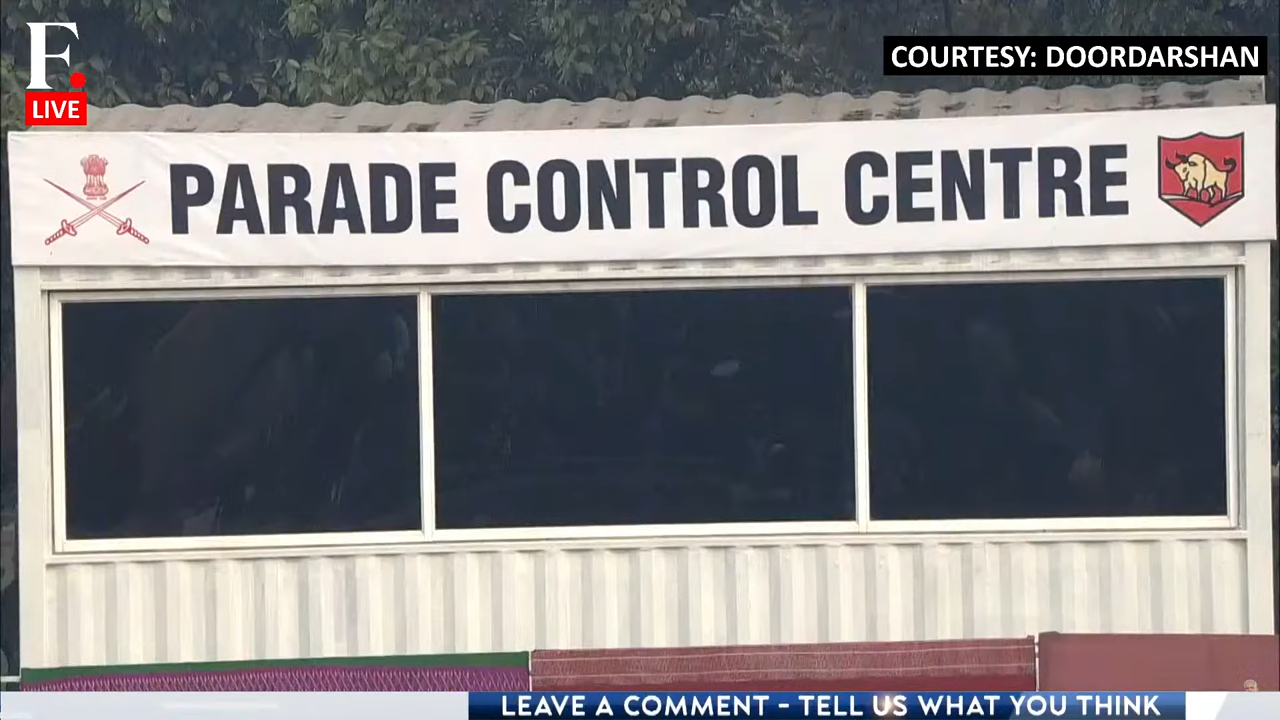 F.
LIVE
COURTESY: DOORDARSHAN
PARADE CONTROL CENTRE
LEAVE A COMMENT - TELL US WHAT YOU THINK